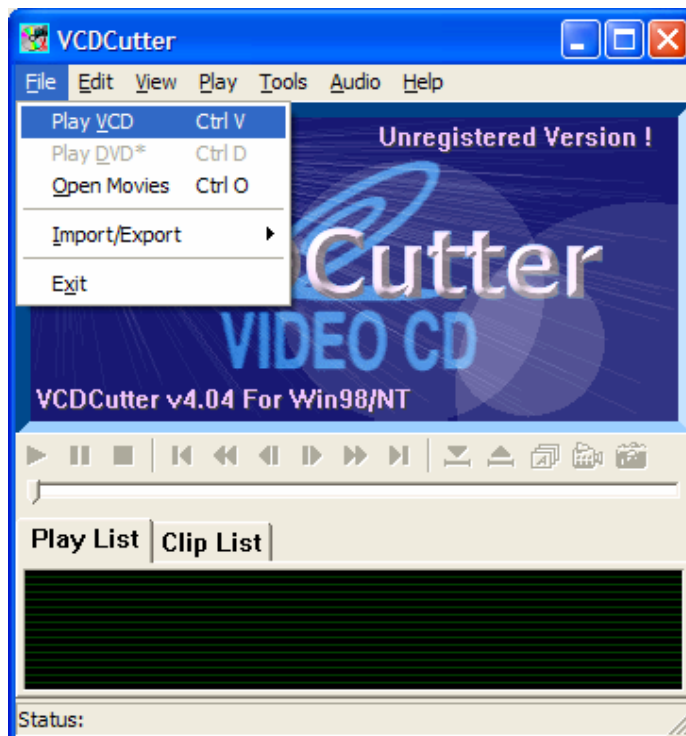 VCDCutter
File Edit View Play Tools Audio Help
Play VCD Ctrl V
Play DVD* Ctrl D
Open Movies Ctrl O
Import/Export
Exit
Unregistered Version !
Cutter
VIDEO CD
VCDCutter v4.04 For Win98/NT
Play List Clip List
Status: